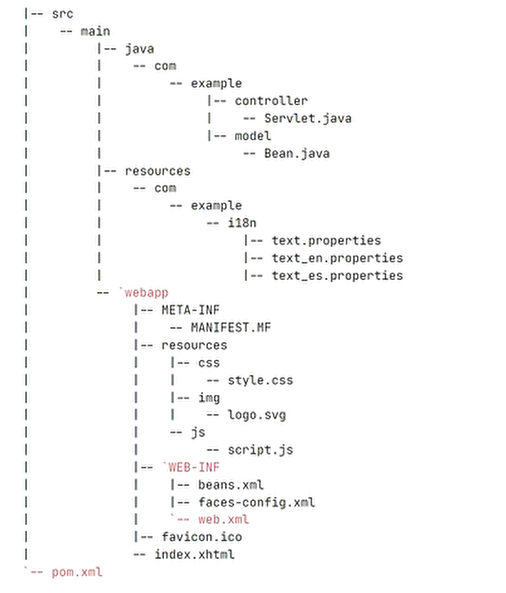 |-- src
|    -- main
|         |-- java
|         |    -- com
|         |         -- example
|         |              |-- controller
|         |              |    -- Servlet.java
|         |              |-- model
|         |                   -- Bean.java
|         |-- resources
|         |    -- com
|         |         -- example
|         |              -- i18n
|         |                   |-- text.properties
|         |                   |-- text_en.properties
|         |                   |-- text_es.properties
|         -- `webapp
|              |-- META-INF
|              |    -- MANIFEST.MF
|              |-- resources
|              |    |-- css
|              |    |    -- style.css
|              |    |-- img
|              |    |    -- logo.svg
|              |    -- js
|              |         -- script.js
|              |-- `WEB-INF
|              |    |-- beans.xml
|              |    |-- faces-config.xml
|              |    `-- web.xml
|              |-- favicon.ico
|              -- index.xhtml
`-- pom.xml